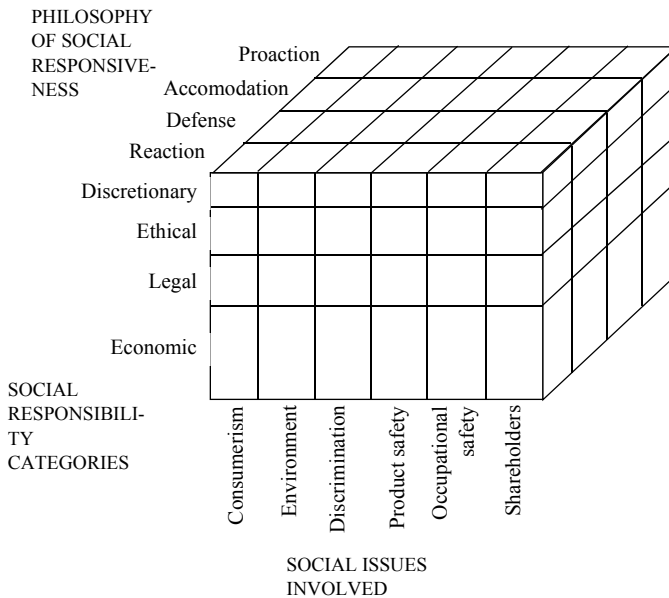 PHILOSOPHY
OF SOCIAL
RESPONSIVE-
NESS
Proaction
Accomodation
Defense
Reaction
Discretionary
Ethical
Legal
Economic
SOCIAL
RESPONSIBILI-
TY
CATEGORIES
Consumerism
Environment
Discrimination
Product safety
Occupational
safety
Shareholders
SOCIAL ISSUES
INVOLVED